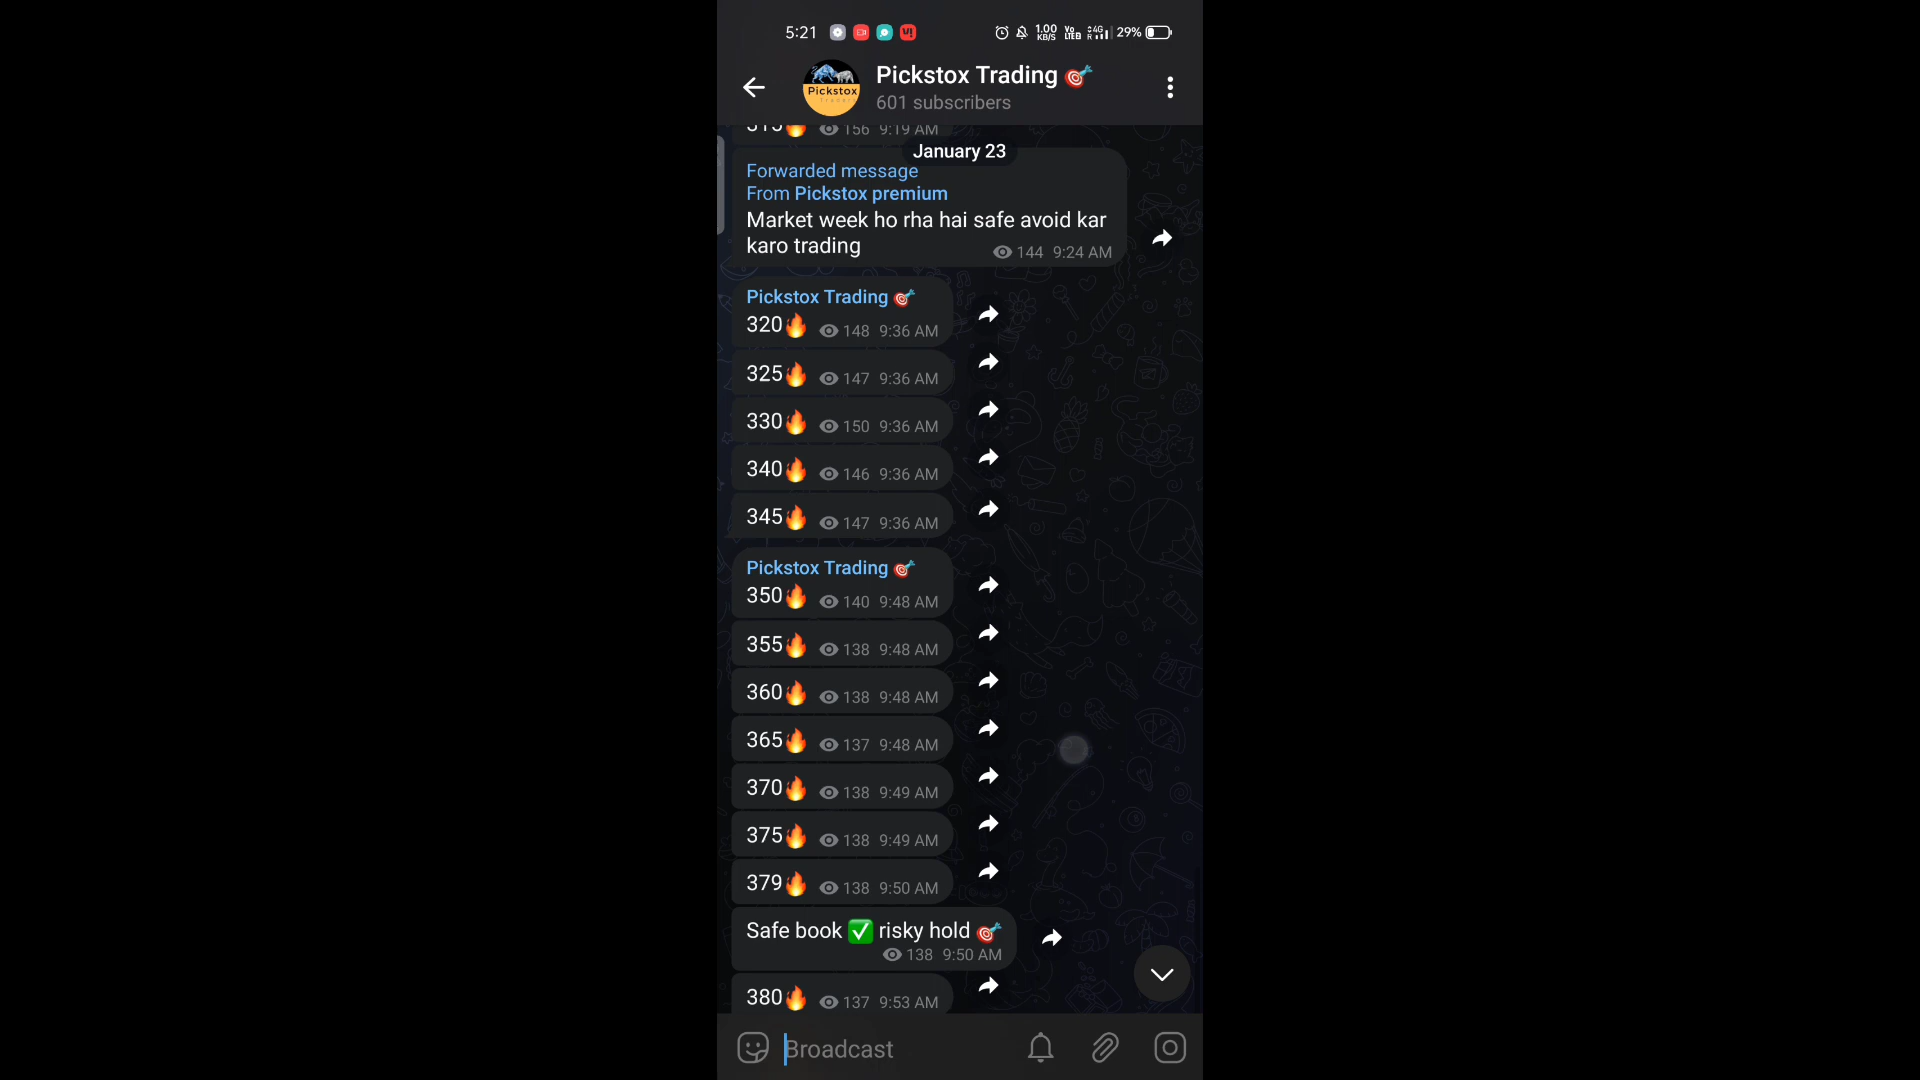 5:21 1.00 KB/S Vo LTE 4G R 29%
Pickstox
Pickstox Trading 🎯
601 subscribers
315🔥 156 9:19 AM
January 23
Forwarded message
From Pickstox premium
Market week ho rha hai safe avoid kar
karo trading 144 9:24 AM
Pickstox Trading 🎯
320🔥 148 9:36 AM
325🔥 147 9:36 AM
330🔥 150 9:36 AM
340🔥 146 9:36 AM
345🔥 147 9:36 AM
Pickstox Trading 🎯
350🔥 140 9:48 AM
355🔥 138 9:48 AM
360🔥 138 9:48 AM
365🔥 137 9:48 AM
370🔥 138 9:49 AM
375🔥 138 9:49 AM
379🔥 138 9:50 AM
Safe book ✅ risky hold 🎯
138 9:50 AM
380🔥 137 9:53 AM
Broadcast